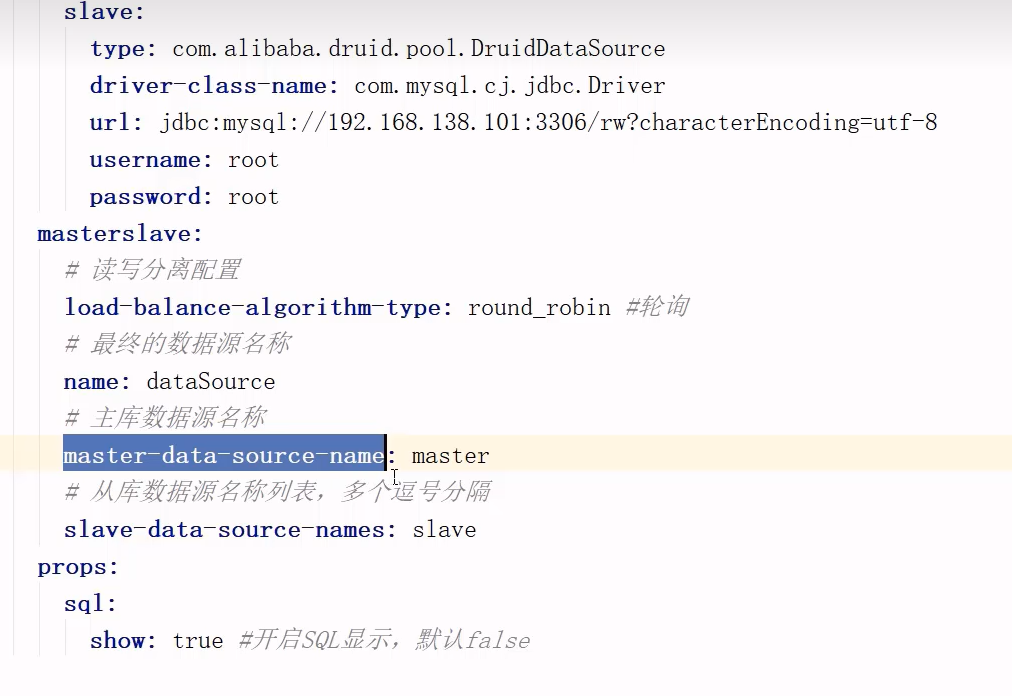 slave:
type: com.alibaba.druid.pool.DruidDataSource
driver-class-name: com.mysql.cj.jdbc.Driver
url: jdbc:mysql://192.168.138.101:3306/rw?characterEncoding=utf-8
username: root
password: root
masterslave:
# 读写分离配置
load-balance-algorithm-type: round_robin #轮询
# 最终的数据源名称
name: dataSource
# 主库数据源名称
master-data-source-name: master
# 从库数据源名称列表，多个逗号分隔
slave-data-source-names: slave
props:
sql:
show: true #开启SQL显示，默认false